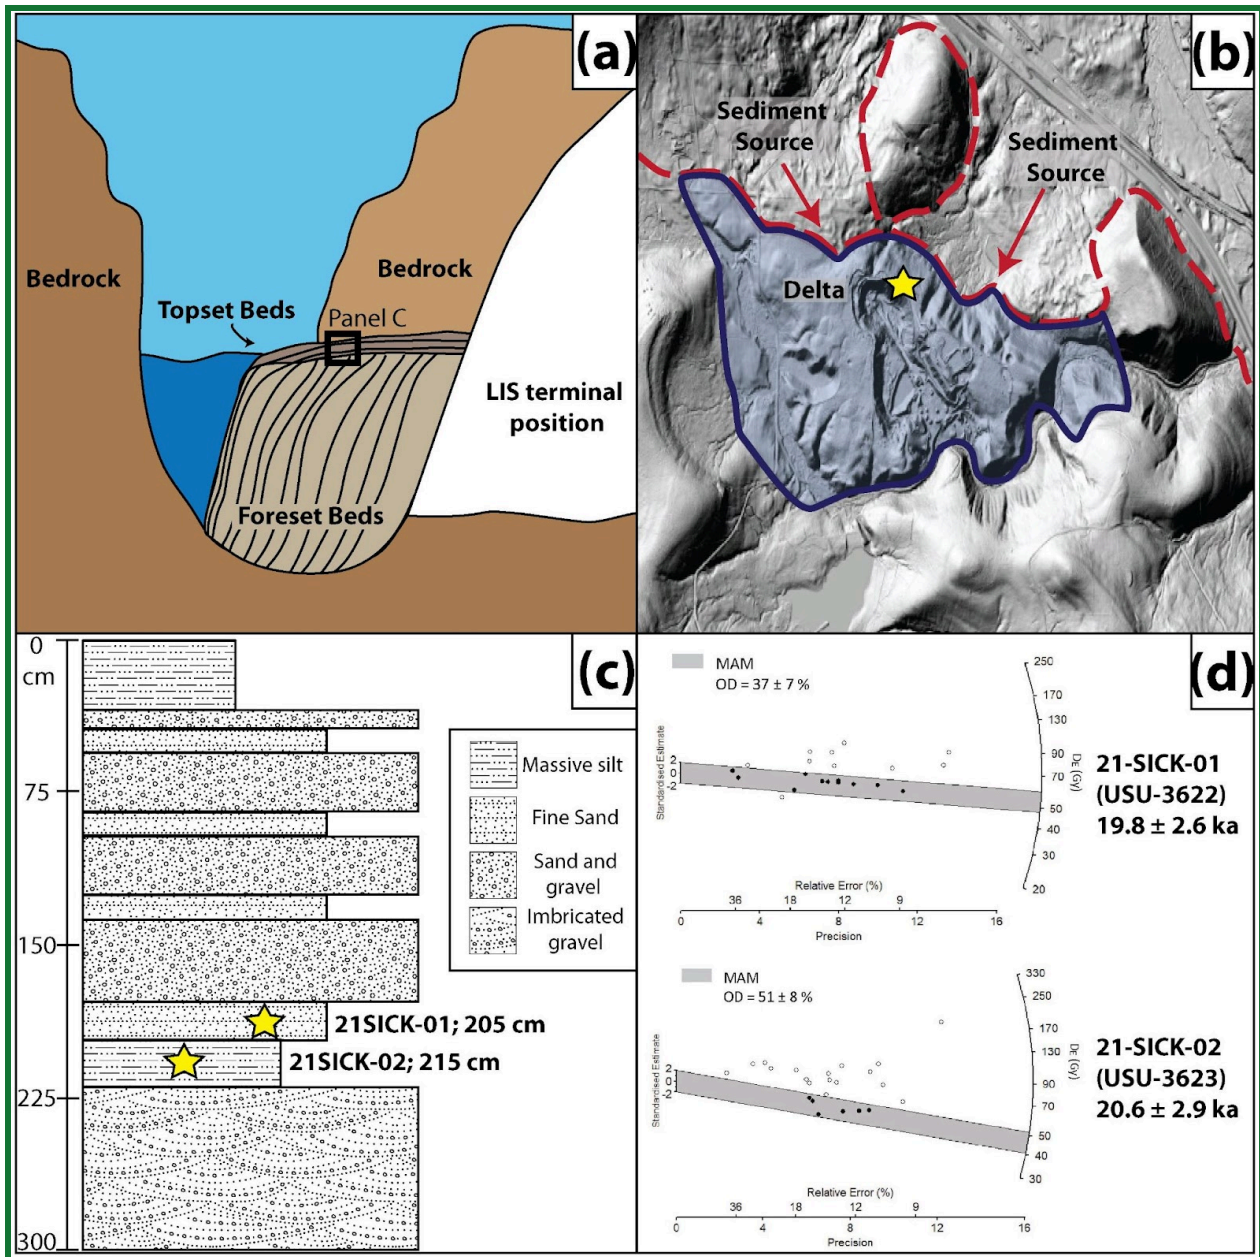 (a)
Bedrock
Bedrock
Topset Beds
Panel C
LIS terminal
position
Foreset Beds
(b)
Sediment
Source
Sediment
Source
Delta
(c)
0
cm
75
150
225
300
Massive silt
Fine Sand
Sand and
gravel
Imbricated
gravel
21SICK-01; 205 cm
21SICK-02; 215 cm
(d)
MAM
OD = 37 ± 7 %
Standardised Estimate
2
0
-2
250
170
130
90
70
50
40
30
20
DE (Gy)
21-SICK-01
(USU-3622)
19.8 ± 2.6 ka
Relative Error (%)
36 18 12 9
0 8 16
Precision
MAM
OD = 51 ± 8 %
Standardised Estimate
2
0
-2
330
250
170
130
90
70
50
40
30
DE (Gy)
21-SICK-02
(USU-3623)
20.6 ± 2.9 ka
Relative Error (%)
36 18 12 9
0 4 8 12 16
Precision